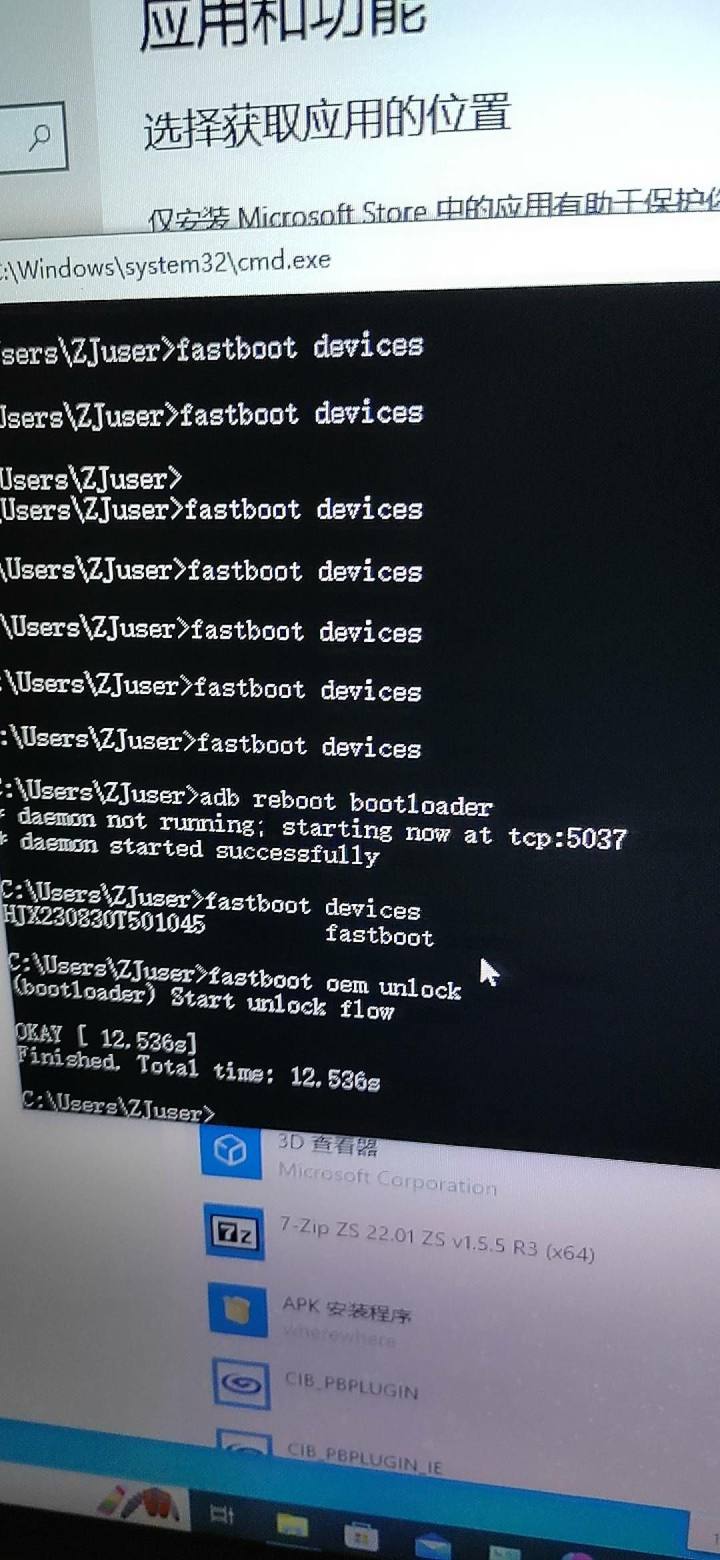 应用和功能
选择获取应用的位置
仅安装 Microsoft Store 中的应用有助于保护
:\Windows\system32\cmd.exe
sers\ZJuser>fastboot devices
Users\ZJuser>fastboot devices
Users\ZJuser>
Users\ZJuser>fastboot devices
\Users\ZJuser>fastboot devices
\Users\ZJuser>fastboot devices
:\Users\ZJuser>fastboot devices
:\Users\ZJuser>fastboot devices
C:\Users\ZJuser>adb reboot bootloader
* daemon not running; starting now at tcp:5037
* daemon started successfully
C:\Users\ZJuser>fastboot devices
HJX230830T501045 fastboot
C:\Users\ZJuser>fastboot oem unlock
(bootloader) Start unlock flow
OKAY [ 12.536s]
Finished. Total time: 12.536s
C:\Users\ZJuser>
3D 查看器
Microsoft Corporation
7-Zip ZS 22.01 ZS v1.5.5 R3 (x64)
APK 安装程序
wherewhere
CIB_PBPLUGIN
CIB_PBPLUGIN_IE